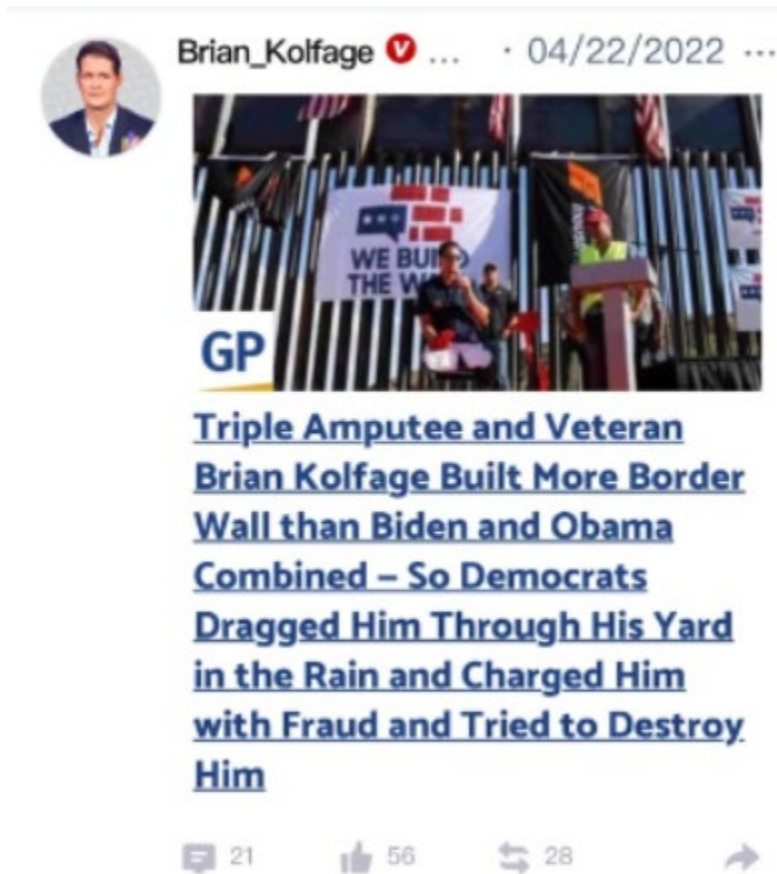 Brian_Kolfage V ... · 04/22/2022 ...
WE BUI
THE W
GP
Triple Amputee and Veteran
Brian Kolfage Built More Border
Wall than Biden and Obama
Combined – So Democrats
Dragged Him Through His Yard
in the Rain and Charged Him
with Fraud and Tried to Destroy
Him
21 56 28